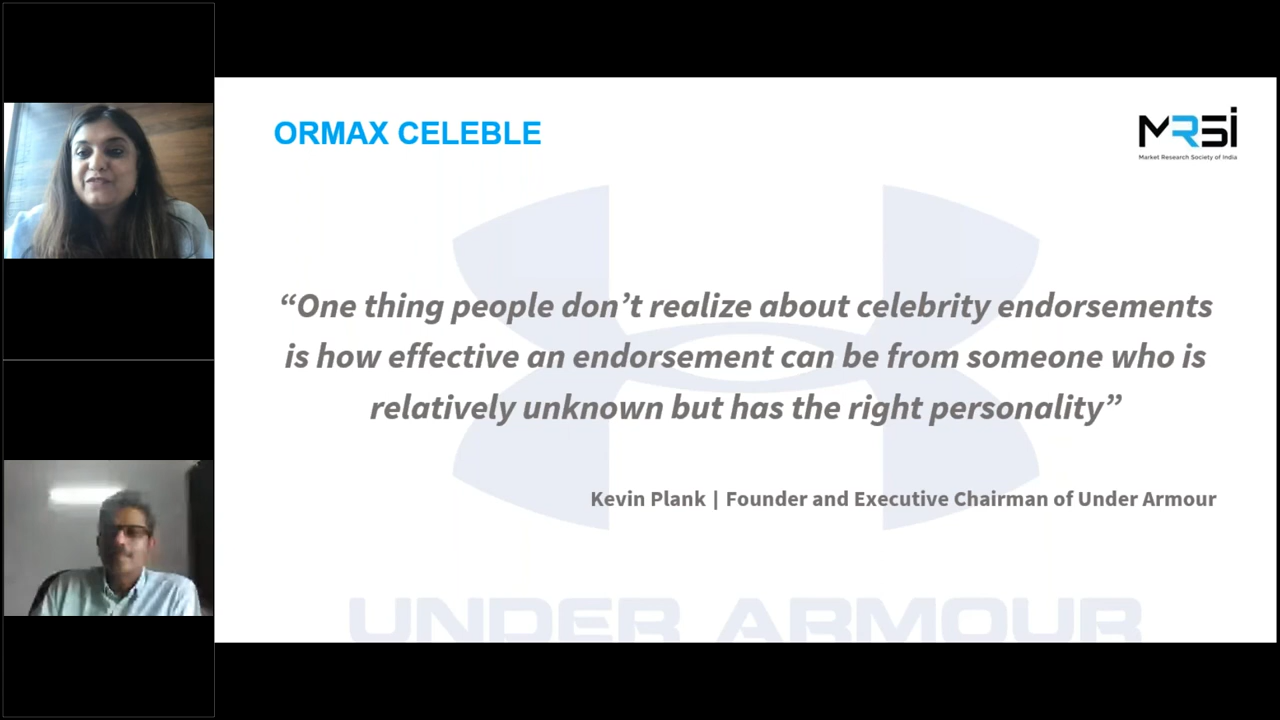 ORMAX CELEBLE
MRSI
Market Research Society of India
“One thing people don’t realize about celebrity endorsements
is how effective an endorsement can be from someone who is
relatively unknown but has the right personality”
Kevin Plank | Founder and Executive Chairman of Under Armour
UNDER ARMOUR